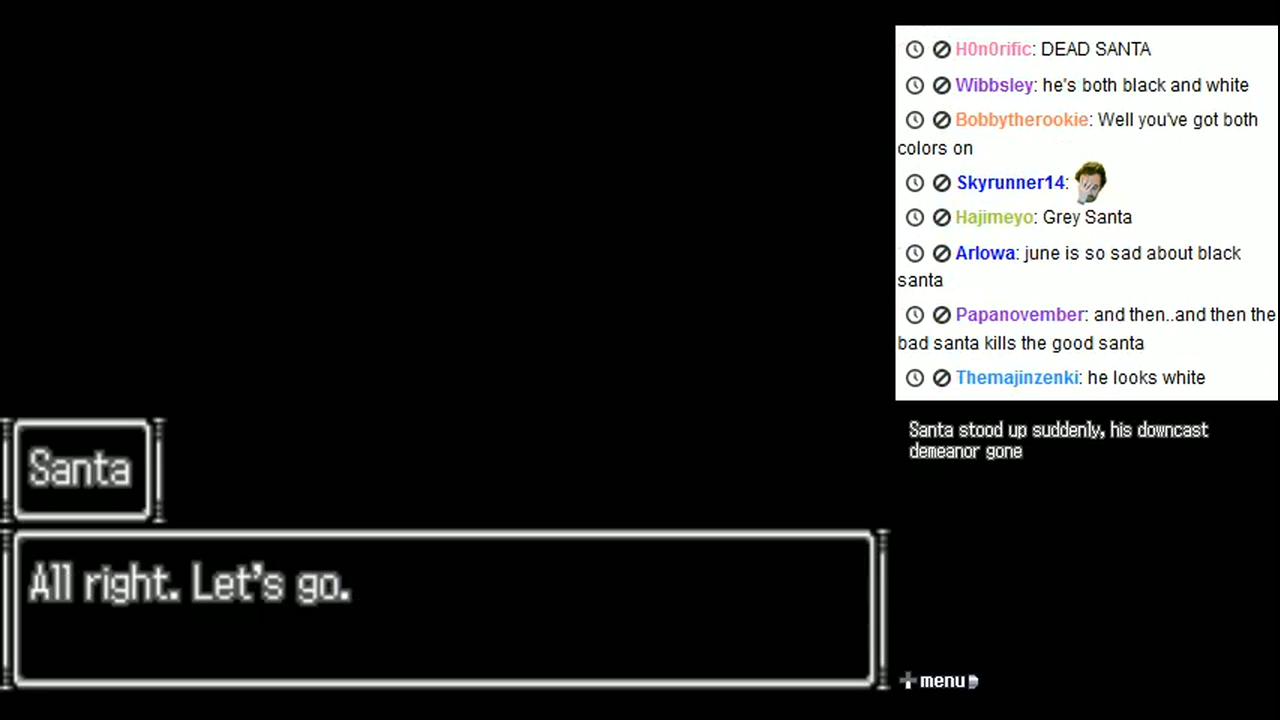 H0n0rific: DEAD SANTA
Wibbsley: he's both black and white
Bobbytherookie: Well you've got both
colors on
Skyrunner14:
Hajimeyo: Grey Santa
Arlowa: june is so sad about black
santa
Papanovember: and then..and then the
bad santa kills the good santa
Themajinzenki: he looks white
Santa stood up suddenly, his downcast
demeanor gone
Santa
All right. Let's go.
menu